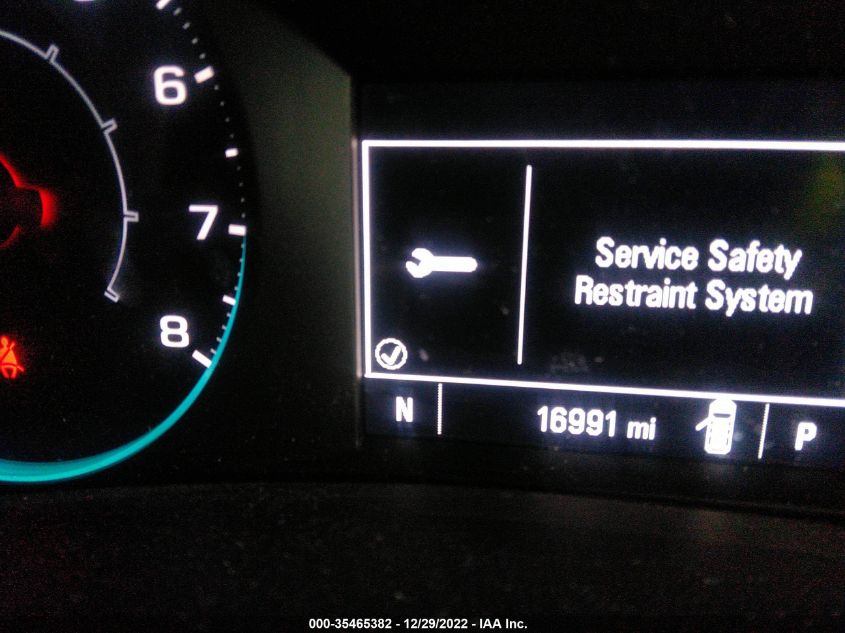 6
7
8
Service Safety
Restraint System
N
16991 mi
P
000-35465382 - 12/29/2022 - IAA Inc.